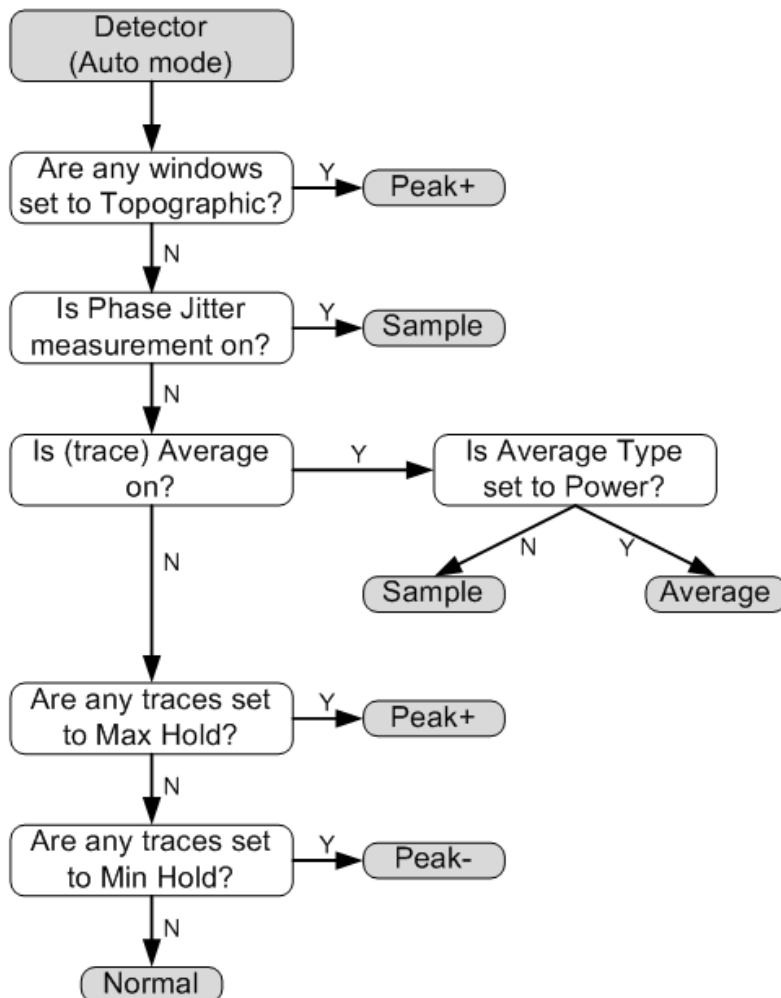 Detector
(Auto mode)
Are any windows
set to Topographic?
Y
Peak+
N
Is Phase Jitter
measurement on?
Y
Sample
N
Is (trace) Average
on?
Y
Is Average Type
set to Power?
N
N
Y
Sample
Average
Are any traces set
to Max Hold?
Y
Peak+
N
Are any traces set
to Min Hold?
Y
Peak-
N
Normal